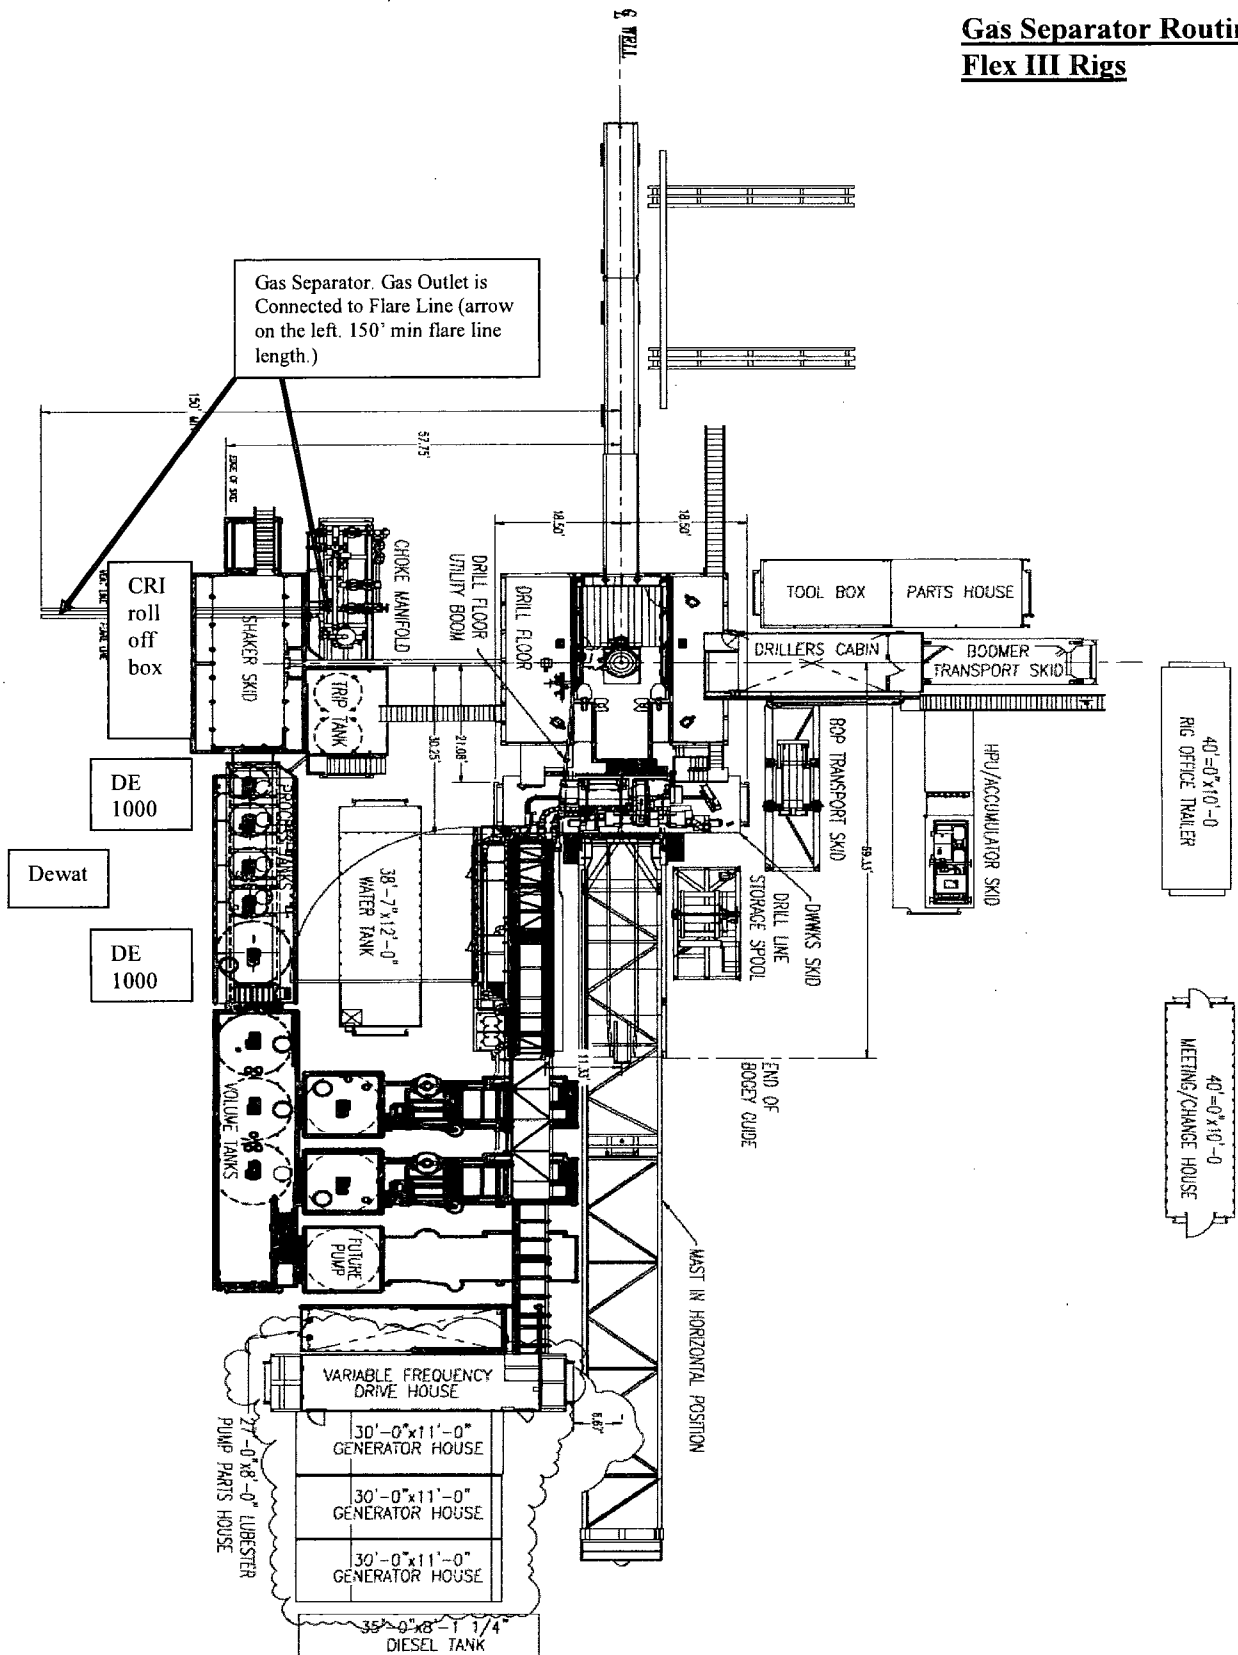 Gas Separator Routin
Flex III Rigs
WELL
Gas Separator. Gas Outlet is
Connected to Flare Line (arrow
on the left. 150' min flare line
length.)
57.75'
EDGE OF SKID
18.50'
18.50'
CHOKE MANIFOLD
DRILL FLOOR
UTILITY BOOM
DRILL FLOOR
TOOL BOX
PARTS HOUSE
DRILLERS CABIN
BOOMER
TRANSPORT SKID
CRI
roll
off
box
SHAKER SKID
TRIP TANK
30.25'
21.08'
BOP TRANSPORT SKID
HPU/ACCUMULATOR SKID
40'=0"x10'-0
RIG OFFICE TRAILER
DE
1000
Dewat
DE
1000
38'-7"x12'-0"
WATER TANK
DWWKS SKID
DRILL LINE
STORAGE SPOOL
END OF
BOGEY GUIDE
11.33'
40'=0"x10'-0
MEETING/CHANGE HOUSE
VOLUME TANKS
FUTURE
PUMP
MAST IN HORIZONTAL POSITION
VARIABLE FREQUENCY
DRIVE HOUSE
27'-0"x8'-0" LUBESTER
PUMP PARTS HOUSE
30'-0"x11'-0"
GENERATOR HOUSE
30'-0"x11'-0"
GENERATOR HOUSE
30'-0"x11'-0"
GENERATOR HOUSE
35'-0"x8'-1 1/4"
DIESEL TANK